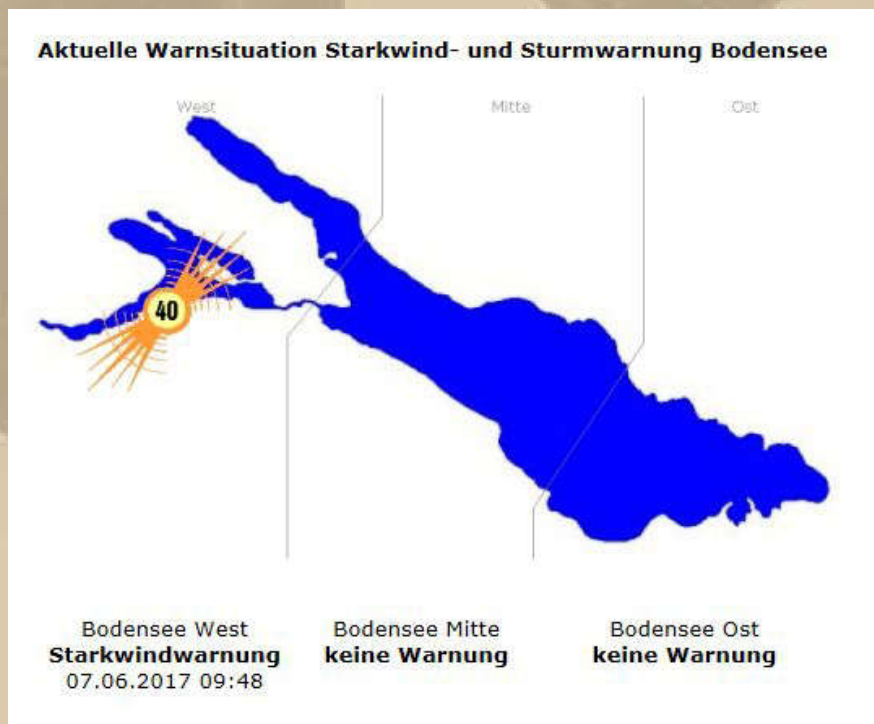 Aktuelle Warnsituation Starkwind- und Sturmwarnung Bodensee
West Mitte Ost
40
Bodensee West
Starkwindwarnung
07.06.2017 09:48
Bodensee Mitte
keine Warnung
Bodensee Ost
keine Warnung